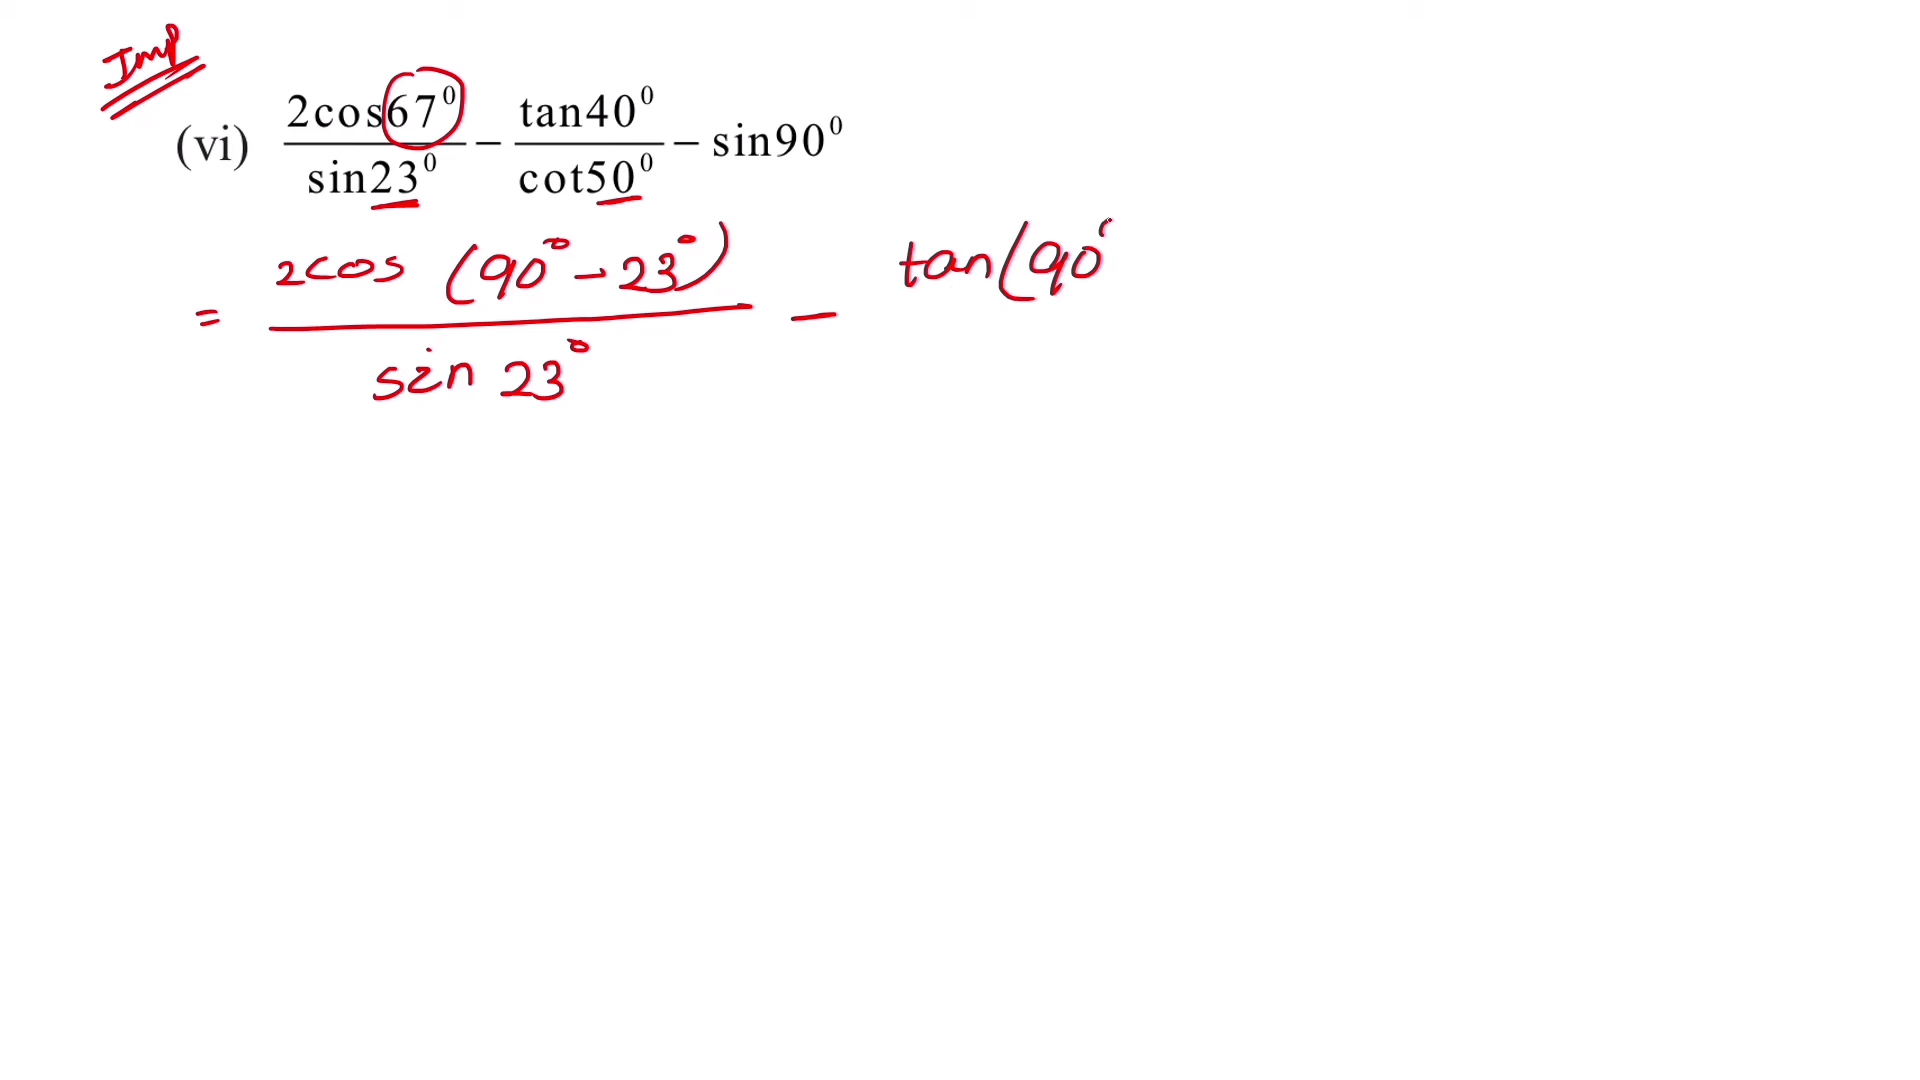 Imp
(vi) 2cos67⁰/sin23⁰ − tan40⁰/cot50⁰ − sin90⁰
= 2cos (90° − 23°)/sin 23° − tan(90°